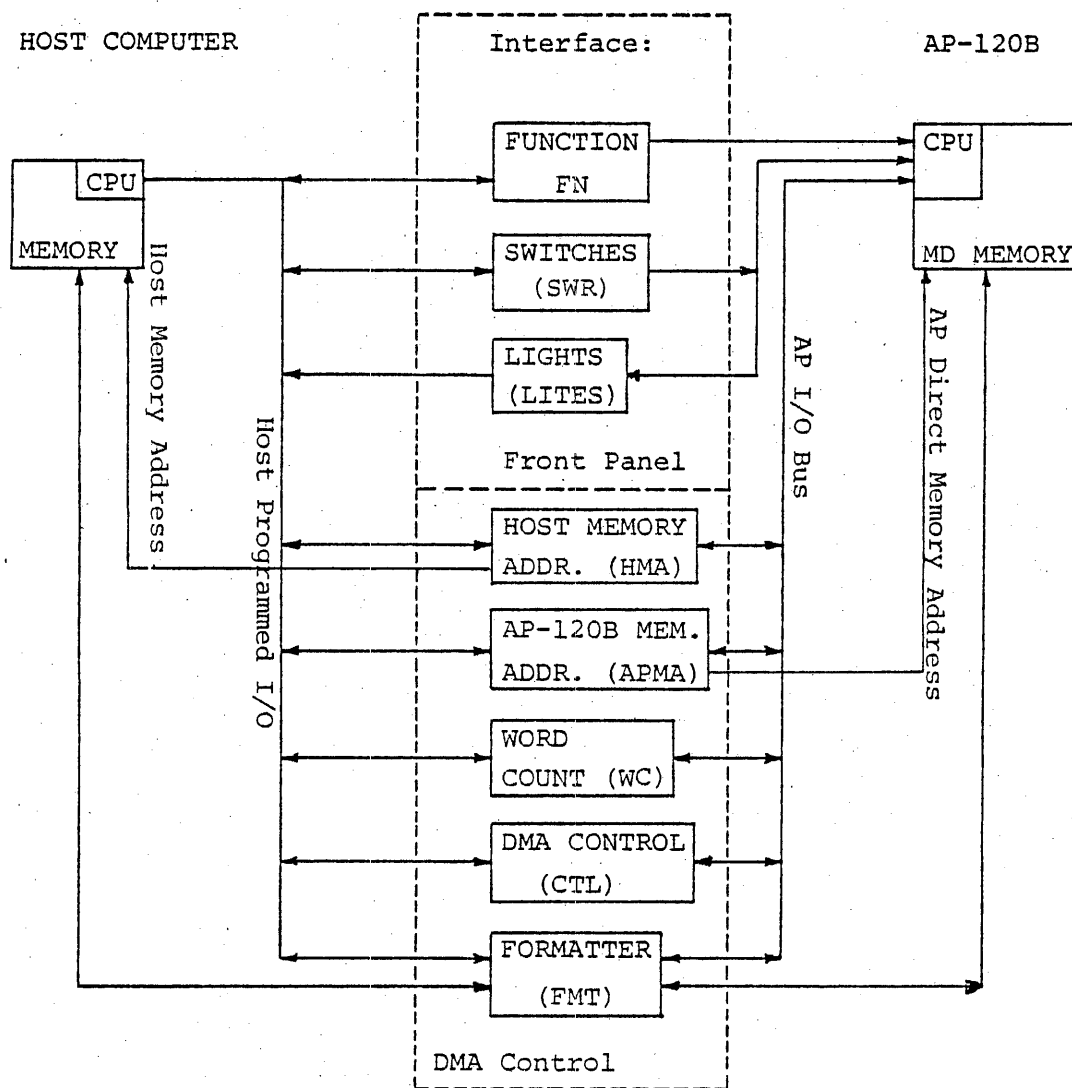 HOST COMPUTER
Interface:
AP-120B
FUNCTION
FN
CPU
CPU
MEMORY
SWITCHES
(SWR)
MD MEMORY
LIGHTS
(LITES)
Host Memory Address
Host Programmed I/O
AP I/O Bus
AP Direct Memory Address
Front Panel
HOST MEMORY
ADDR. (HMA)
AP-120B MEM.
ADDR. (APMA)
WORD
COUNT (WC)
DMA CONTROL
(CTL)
FORMATTER
(FMT)
DMA Control